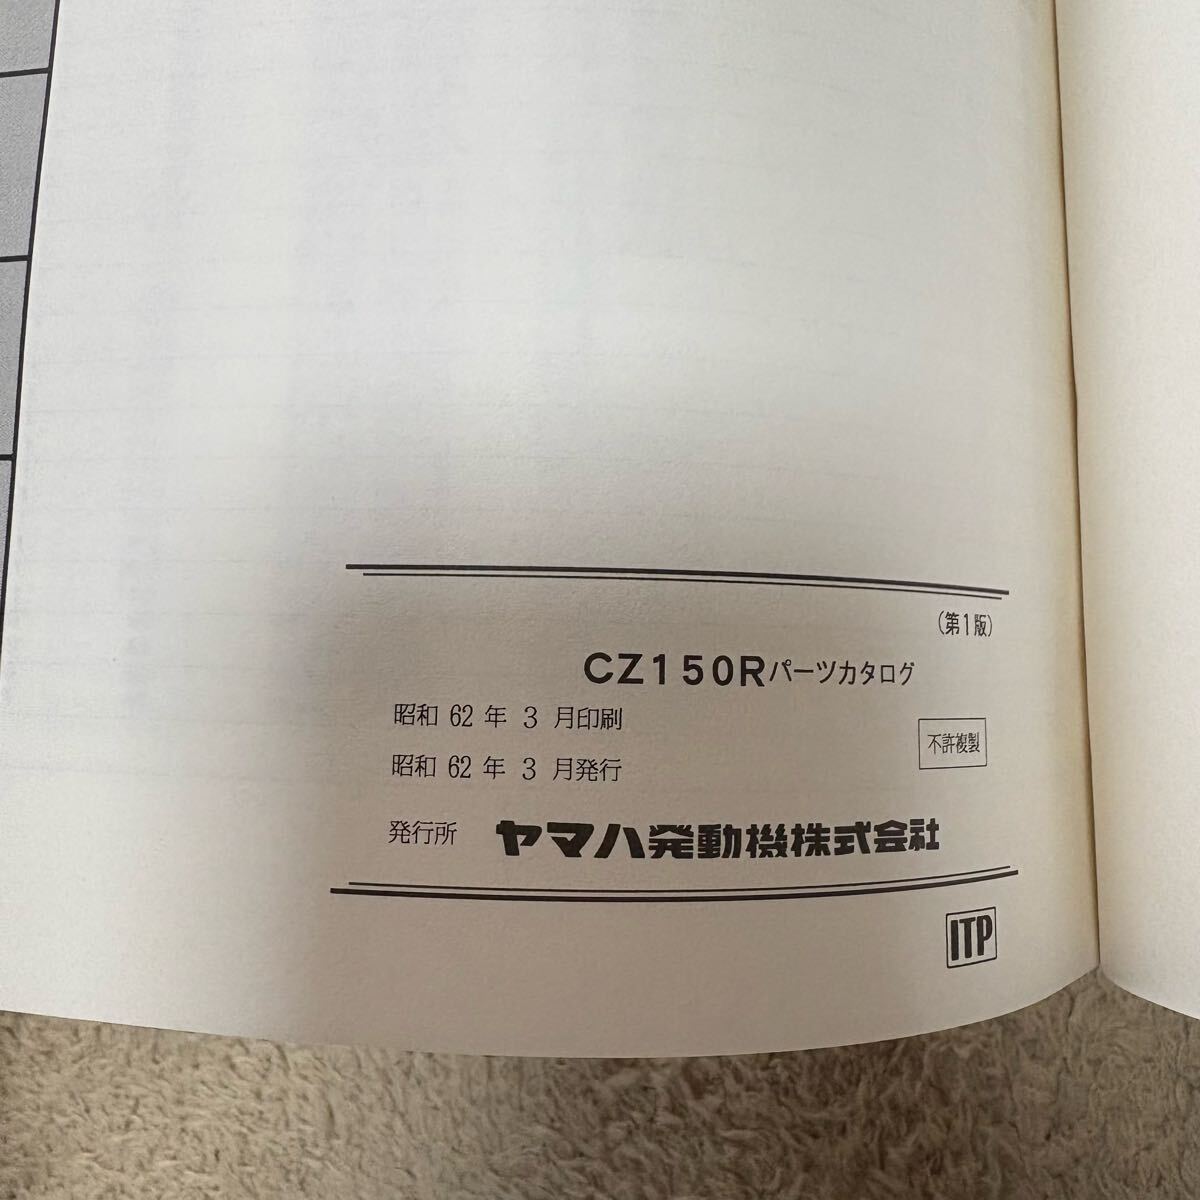 (第1版)
CZ150Rパーツカタログ
昭和 62 年 3 月印刷
不許複製
昭和 62 年 3 月発行
発行所 ヤマハ発動機株式会社
ITP